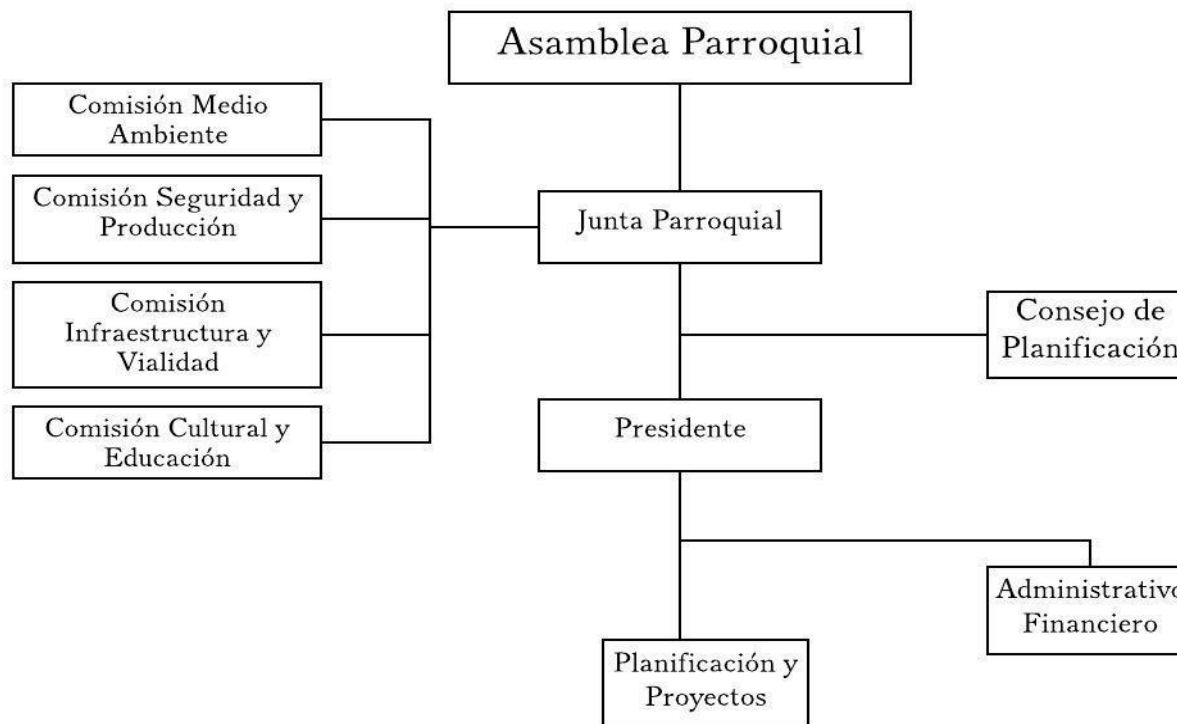 Asamblea Parroquial
Comisión Medio
Ambiente
Comisión Seguridad y
Producción
Junta Parroquial
Comisión
Infraestructura y
Vialidad
Consejo de
Planificación
Presidente
Comisión Cultural y
Educación
Administrativo
Financiero
Planificación y
Proyectos